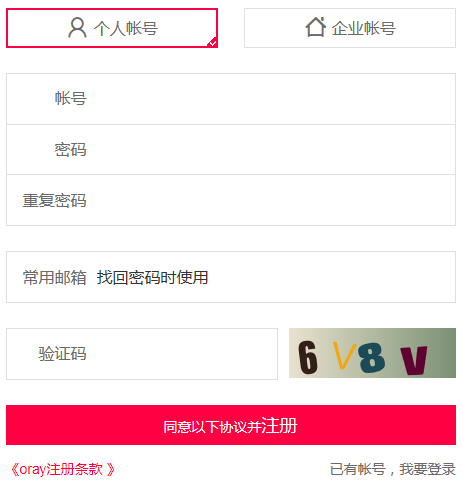 个人帐号 企业帐号
帐号
密码
重复密码
常用邮箱 找回密码时使用
验证码 6V8V
同意以下协议并注册
《oray注册条款 》 已有帐号，我要登录